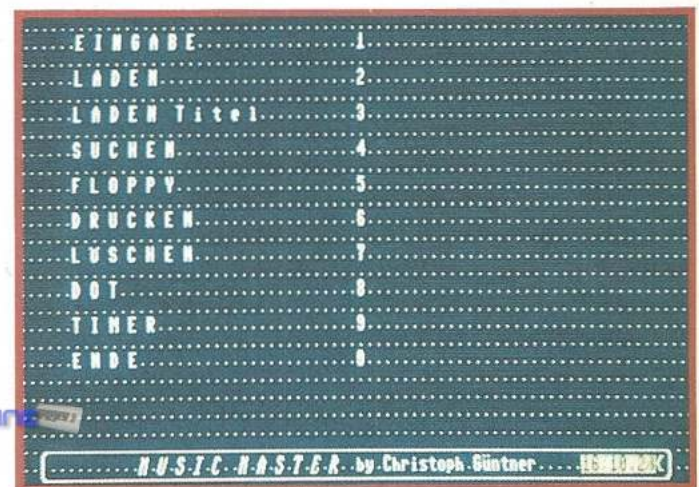 EINGABE 1
LADEN 2
LADEN Titel 3
SUCHEN 4
FLOPPY 5
DRUCKEN 6
LÖSCHEN 7
DOT 8
TIMER 9
ENDE 0
MUSIC MASTER by Christoph Güntner